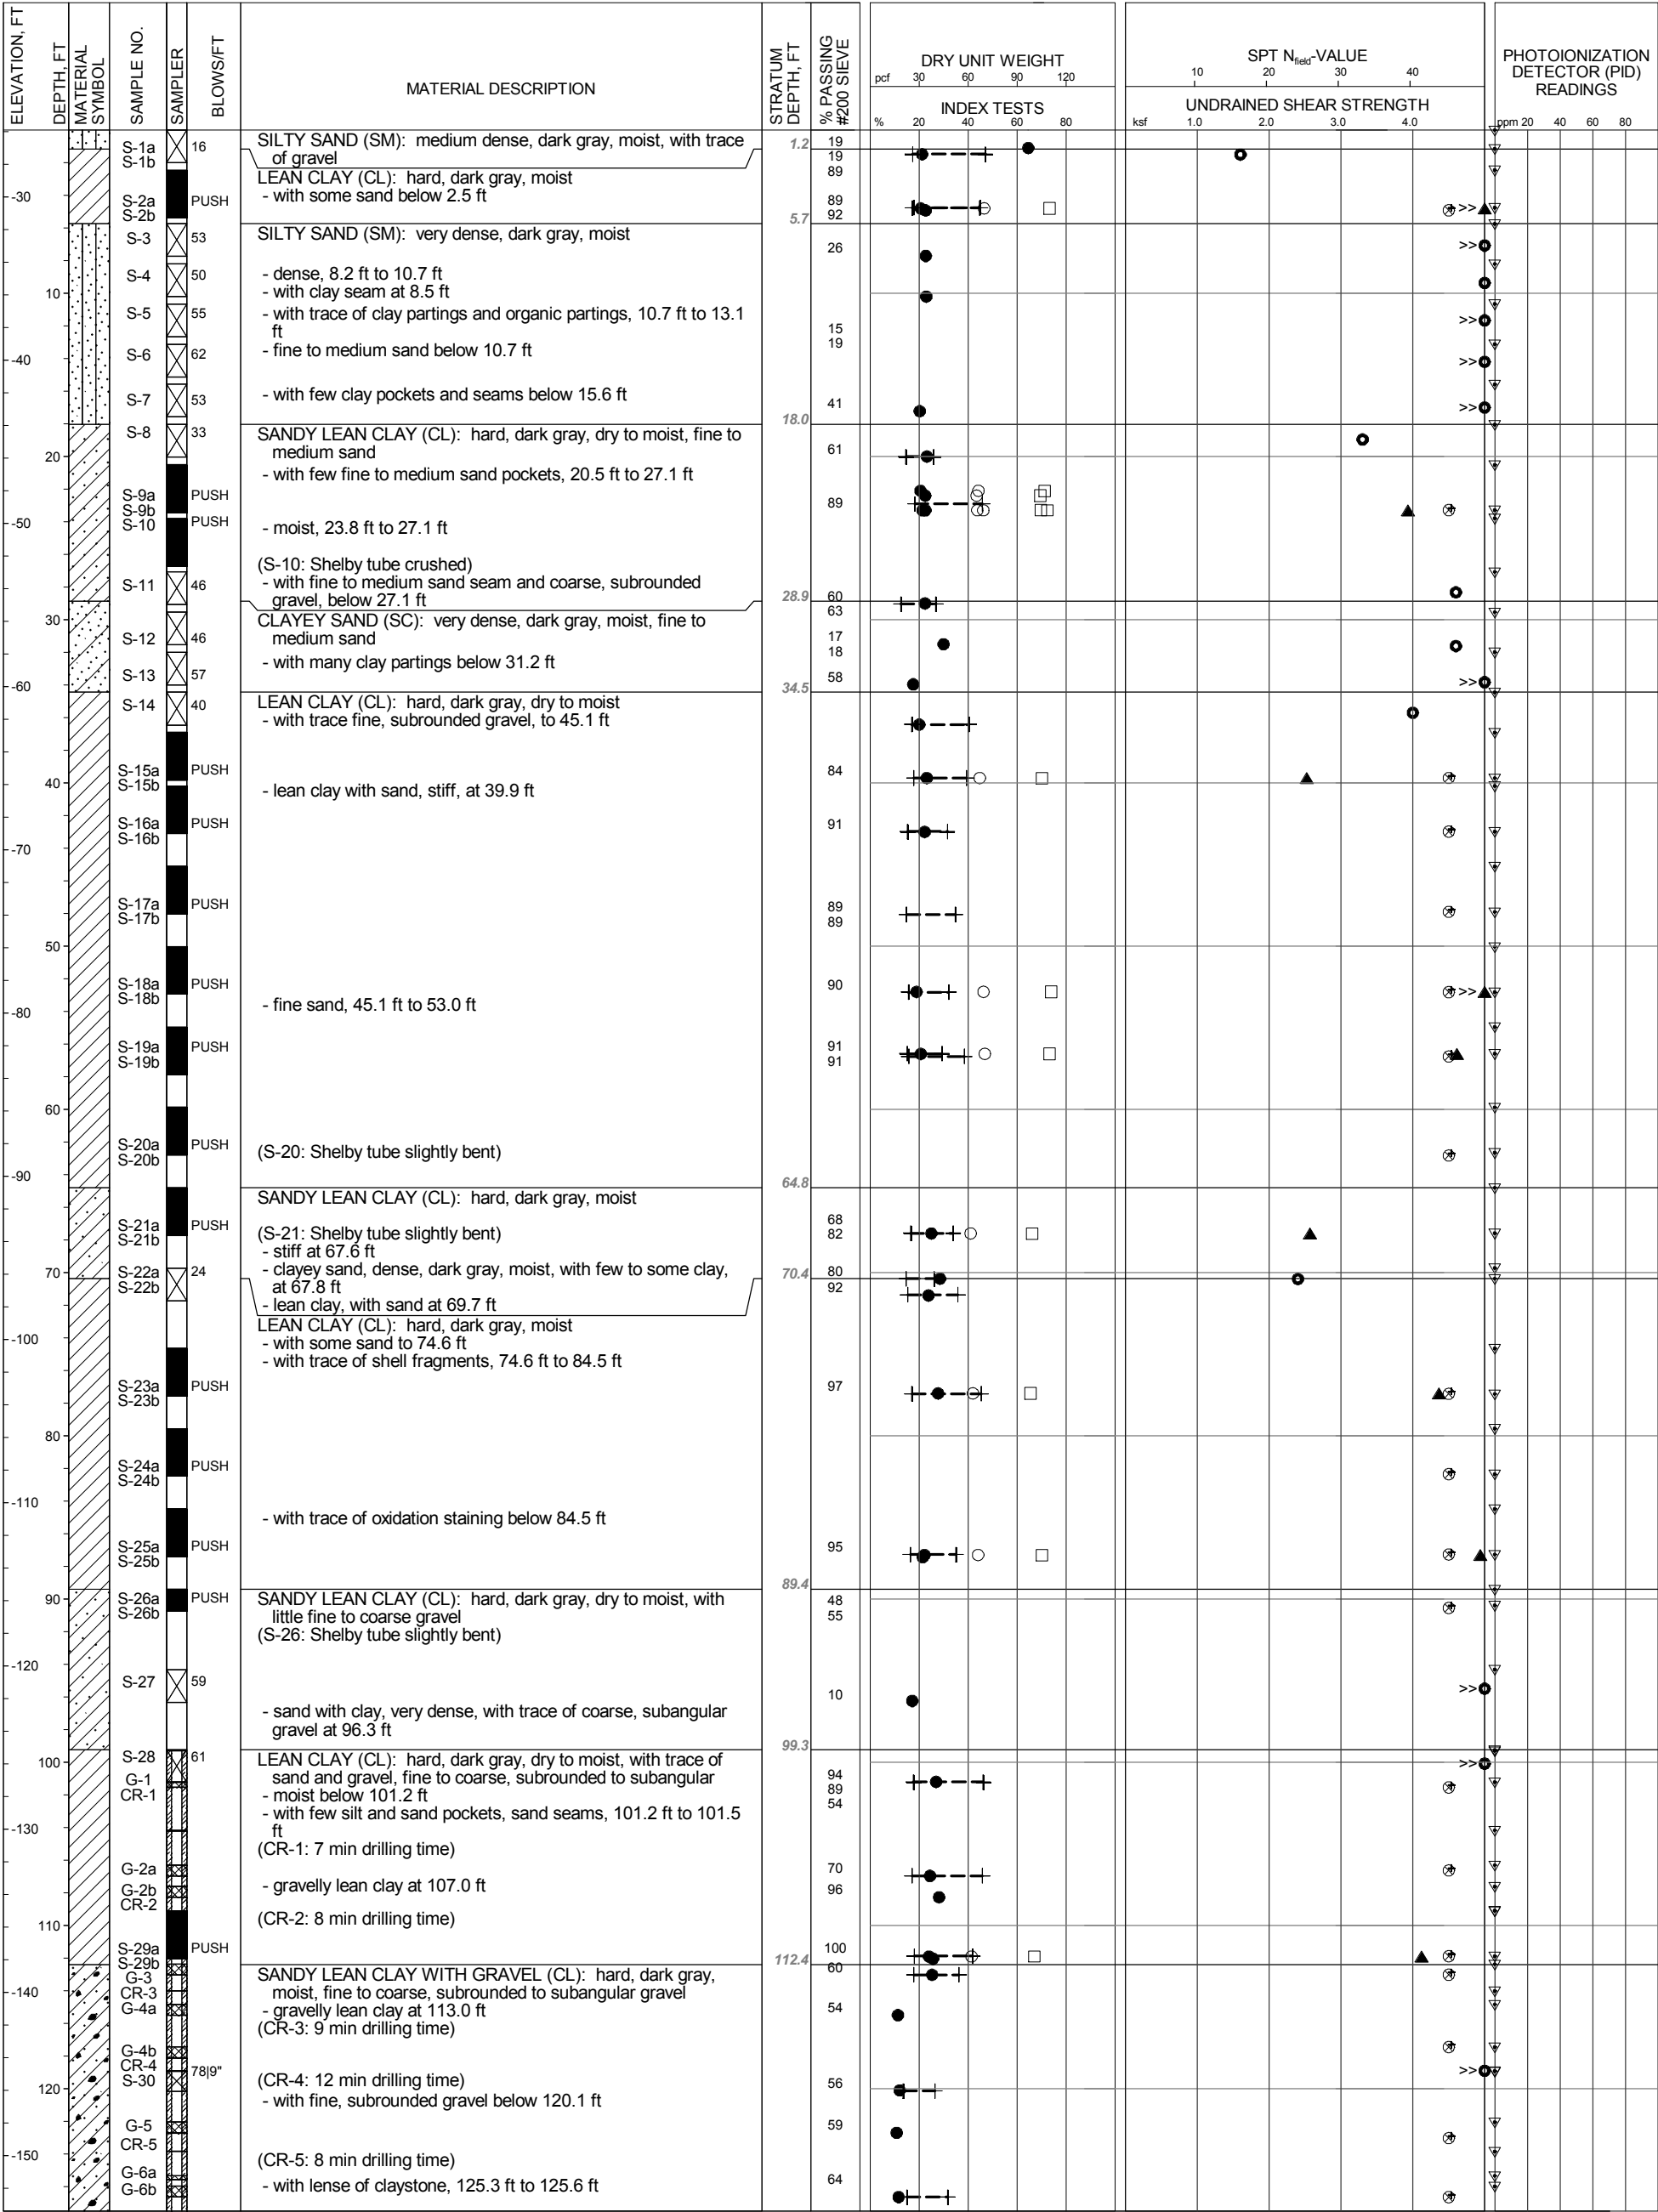 ELEVATION, FT
DEPTH, FT
MATERIAL
SYMBOL
SAMPLE NO.
SAMPLER
BLOWS/FT
MATERIAL DESCRIPTION
STRATUM
DEPTH, FT
% PASSING
#200 SIEVE
DRY UNIT WEIGHT
pcf 30 60 90 120
INDEX TESTS
% 20 40 60 80
SPT Nfield-VALUE
10 20 30 40
UNDRAINED SHEAR STRENGTH
ksf 1.0 2.0 3.0 4.0
PHOTOIONIZATION
DETECTOR (PID)
READINGS
ppm 20 40 60 80
S-1a 16 SILTY SAND (SM): medium dense, dark gray, moist, with trace 1.2 19
S-1b of gravel 19
LEAN CLAY (CL): hard, dark gray, moist 89
-30 S-2a PUSH - with some sand below 2.5 ft 89 >>
S-2b 5.7 92
S-3 53 SILTY SAND (SM): very dense, dark gray, moist 26 >>
S-4 50 - dense, 8.2 ft to 10.7 ft
10 - with clay seam at 8.5 ft
S-5 55 - with trace of clay partings and organic partings, 10.7 ft to 13.1 15 >>
ft 19
-40 S-6 62 - fine to medium sand below 10.7 ft >>
S-7 53 - with few clay pockets and seams below 15.6 ft 41 >>
18.0
S-8 33 SANDY LEAN CLAY (CL): hard, dark gray, dry to moist, fine to
20 medium sand 61
- with few fine to medium sand pockets, 20.5 ft to 27.1 ft
S-9a PUSH 89
S-9b
-50 S-10 PUSH - moist, 23.8 ft to 27.1 ft
(S-10: Shelby tube crushed)
S-11 46 - with fine to medium sand seam and coarse, subrounded
gravel, below 27.1 ft 28.9 60
30 CLAYEY SAND (SC): very dense, dark gray, moist, fine to 63
S-12 46 medium sand 17
18
S-13 57 - with many clay partings below 31.2 ft 58
-60 34.5 >>
S-14 40 LEAN CLAY (CL): hard, dark gray, dry to moist
- with trace fine, subrounded gravel, to 45.1 ft
S-15a PUSH 84
40 S-15b - lean clay with sand, stiff, at 39.9 ft
S-16a PUSH 91
S-16b
-70
S-17a PUSH 89
S-17b 89
50
S-18a PUSH 90 >>
S-18b - fine sand, 45.1 ft to 53.0 ft
-80
S-19a PUSH 91
S-19b 91
60
S-20a PUSH (S-20: Shelby tube slightly bent)
S-20b
-90 64.8
SANDY LEAN CLAY (CL): hard, dark gray, moist
S-21a PUSH (S-21: Shelby tube slightly bent) 68
S-21b - stiff at 67.6 ft 82
70 S-22a 24 - clayey sand, dense, dark gray, moist, with few to some clay, 80
S-22b at 67.8 ft 70.4 92
- lean clay, with sand at 69.7 ft
LEAN CLAY (CL): hard, dark gray, moist
-100 - with some sand to 74.6 ft
- with trace of shell fragments, 74.6 ft to 84.5 ft
S-23a PUSH 97
S-23b
80
S-24a PUSH
S-24b
-110
- with trace of oxidation staining below 84.5 ft
S-25a PUSH 95
S-25b
89.4
90 S-26a PUSH SANDY LEAN CLAY (CL): hard, dark gray, dry to moist, with 48
S-26b little fine to coarse gravel 55
(S-26: Shelby tube slightly bent)
-120
S-27 59 10 >>
- sand with clay, very dense, with trace of coarse, subangular
gravel at 96.3 ft
99.3
100 S-28 61 LEAN CLAY (CL): hard, dark gray, dry to moist, with trace of >>
G-1 sand and gravel, fine to coarse, subrounded to subangular 94
CR-1 - moist below 101.2 ft 89
- with few silt and sand pockets, sand seams, 101.2 ft to 101.5 54
-130 ft
(CR-1: 7 min drilling time)
G-2a 70
G-2b - gravelly lean clay at 107.0 ft 96
CR-2
110 (CR-2: 8 min drilling time)
S-29a PUSH 100
S-29b 112.4
G-3 SANDY LEAN CLAY WITH GRAVEL (CL): hard, dark gray, 60
-140 CR-3 moist, fine to coarse, subrounded to subangular gravel
G-4a - gravelly lean clay at 113.0 ft 54
(CR-3: 9 min drilling time)
G-4b
CR-4 78|9" >>
120 S-30 (CR-4: 12 min drilling time) 56
- with fine, subrounded gravel below 120.1 ft
G-5 59
CR-5
-150 (CR-5: 8 min drilling time)
G-6a 64
G-6b - with lense of claystone, 125.3 ft to 125.6 ft